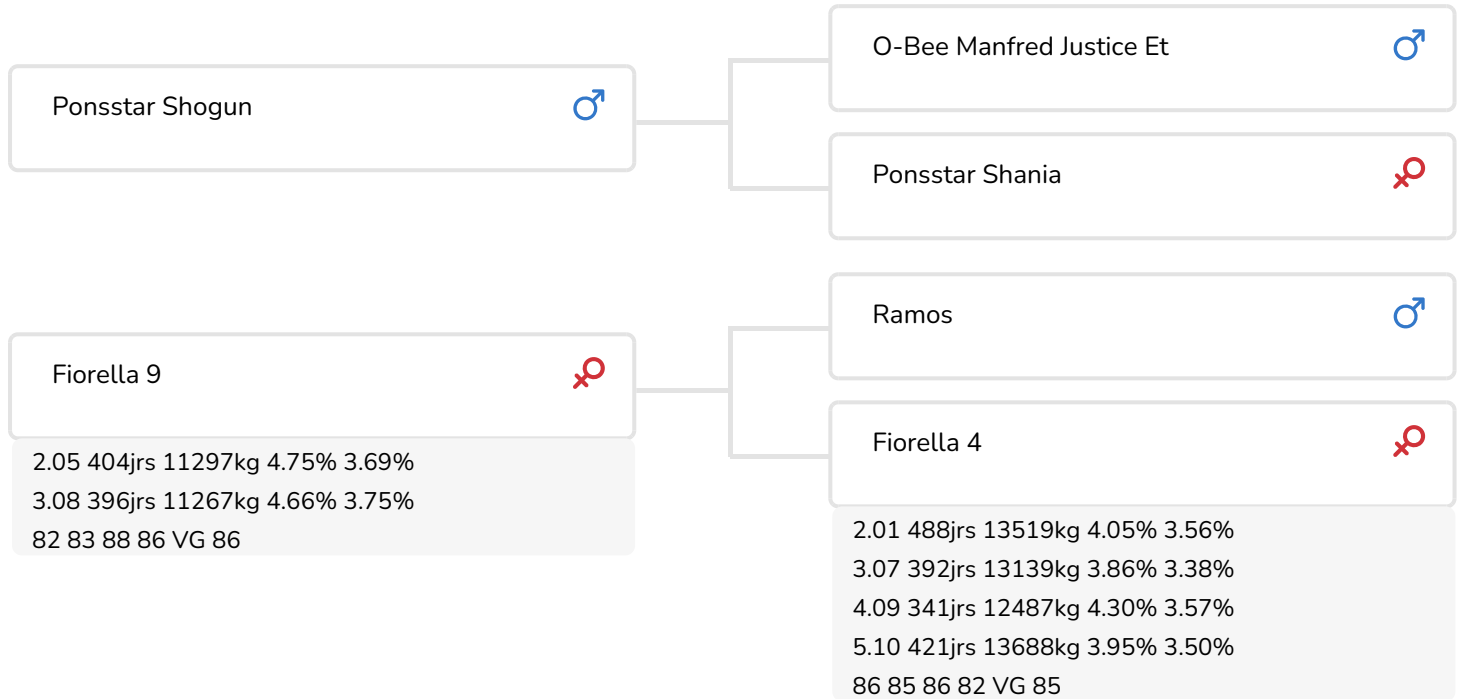 Ponsstar Shogun
O-Bee Manfred Justice Et
Ponsstar Shania
Fiorella 9
2.05 404jrs 11297kg 4.75% 3.69%
3.08 396jrs 11267kg 4.66% 3.75%
82 83 88 86 VG 86
Ramos
Fiorella 4
2.01 488jrs 13519kg 4.05% 3.56%
3.07 392jrs 13139kg 3.86% 3.38%
4.09 341jrs 12487kg 4.30% 3.57%
5.10 421jrs 13688kg 3.95% 3.50%
86 85 86 82 VG 85